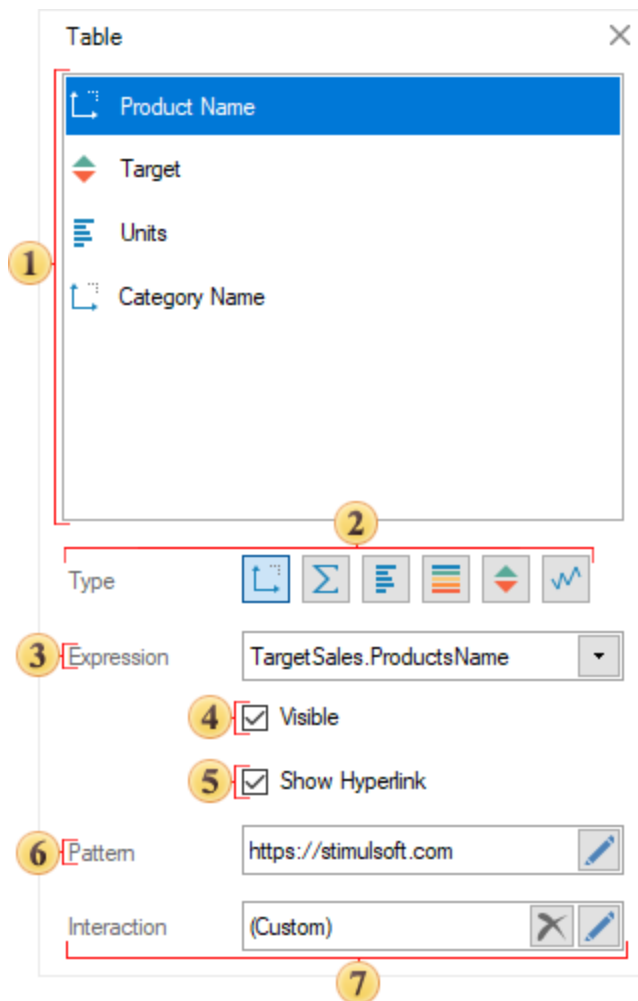 Table
Product Name
Target
Units
1
Category Name
2
Type
3 Expression TargetSales.ProductsName
4 Visible
5 Show Hyperlink
6 Pattern https://stimulsoft.com
Interaction (Custom)
7